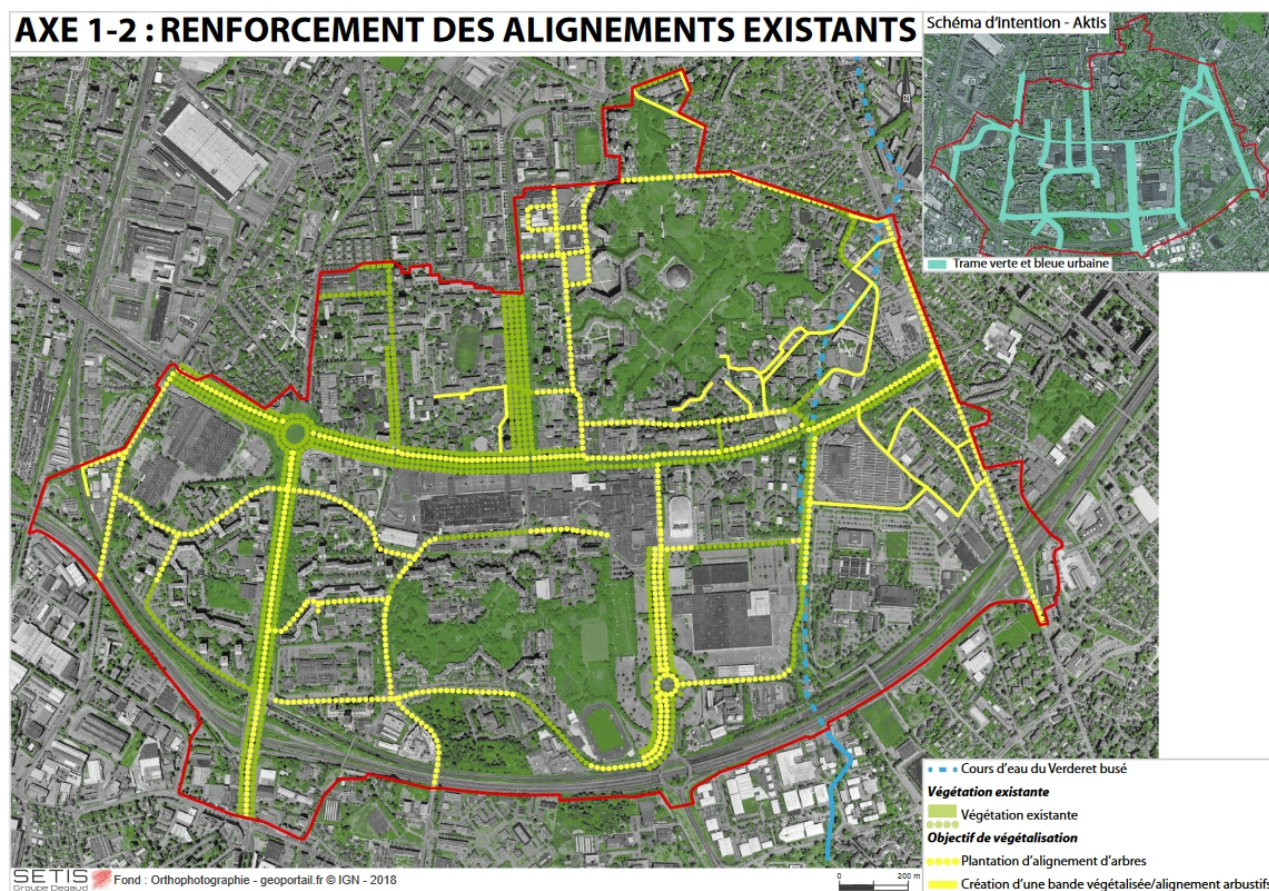 AXE 1-2 : RENFORCEMENT DES ALIGNEMENTS EXISTANTS
Schéma d'intention - Aktis
Trame verte et bleue urbaine
Cours d'eau du Verderet busé
Végétation existante
Végétation existante
Objectif de végétalisation
Plantation d'alignement d'arbres
Création d'une bande végétalisée/alignement arbustifs
SETIS
Groupe Degaud
Fond : Orthophotographie - geoportail.fr © IGN - 2018
0 200 m